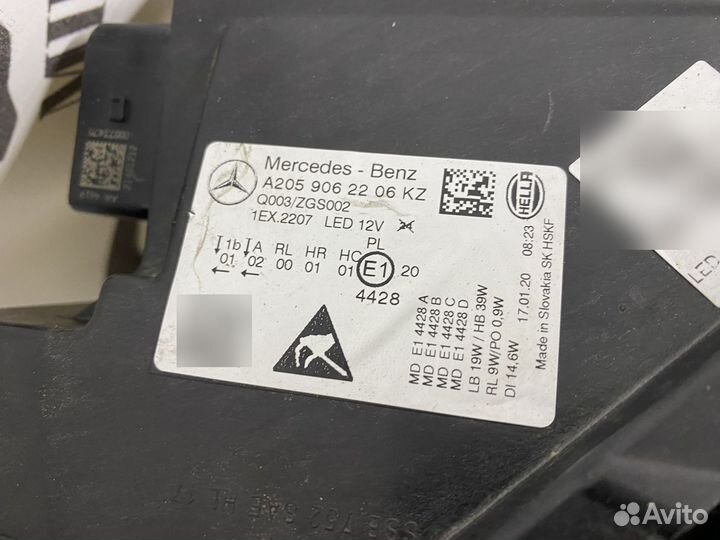 Mercedes - Benz
A205 906 22 06 KZ
Q003/ZGS002
1EX.2207 LED 12V
1b A RL HR HC PL
01 02 00 01 01 E1 20
4428
MD E1 4428 A
MD E1 4428 B
MD E1 4428 C
MD E1 4428 D
LB 19W / HB 39W
RL 9W/PO 0,9W
DI 14,6W
17.01.20 08:23
Made in Slovakia SK HSKF
HELLA
LED
Avito